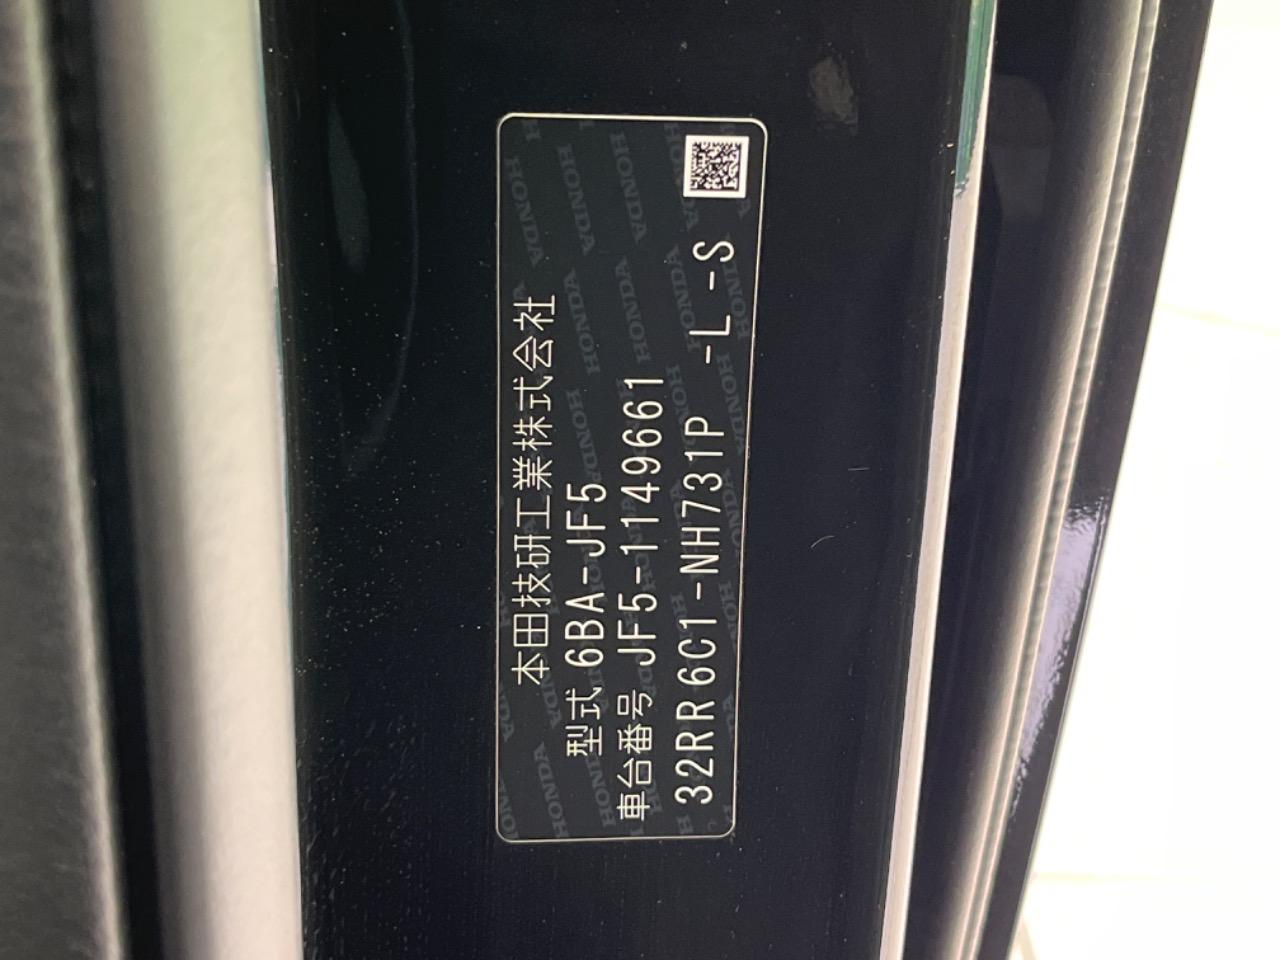 本田技研工業株式会社
型式 6BA-JF5
車台番号 JF5-1149661
32RR6C1-NH731P -L-S